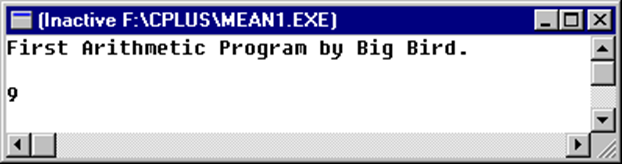 (Inactive F:\CPLUS\MEAN1.EXE)
First Arithmetic Program by Big Bird.
9